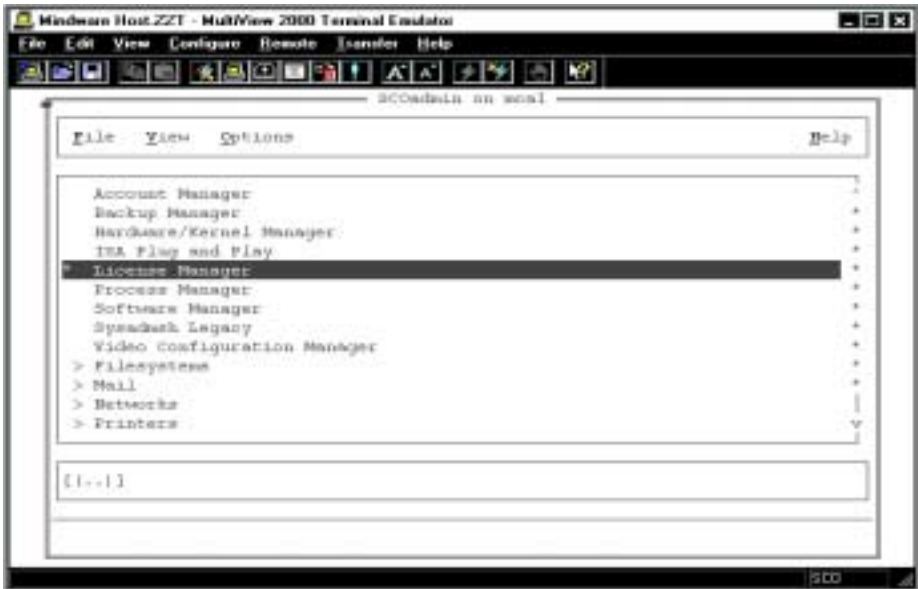 Mindware Host.ZZT - MultiView 2000 Terminal Emulator
File Edit View Configure Remote Transfer Help
SCOadmin on
File View Options Help
Account Manager
Backup Manager
Hardware/Kernel Manager
ISA Plug and Play
License Manager
Process Manager
Software Manager
Sysadmsh Legacy
Video Configuration Manager
> Filesystems
> Mail
> Networks
> Printers
[|..|]
SCO